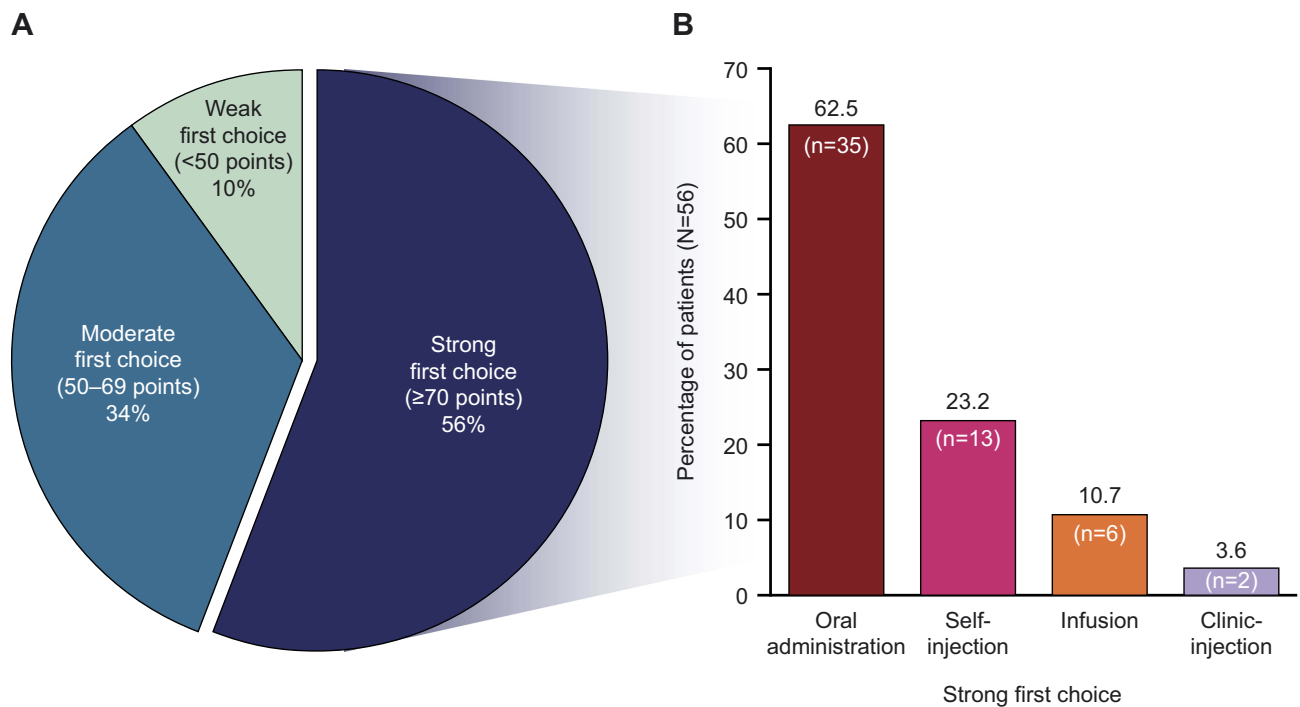 A
Weak
first choice
(<50 points)
10%
Moderate
first choice
(50–69 points)
34%
Strong
first choice
(≥70 points)
56%
B
Percentage of patients (N=56)
70
60
50
40
30
20
10
0
62.5
(n=35)
23.2
(n=13)
10.7
(n=6)
3.6
(n=2)
Oral
administration
Self-
injection
Infusion
Clinic-
injection
Strong first choice